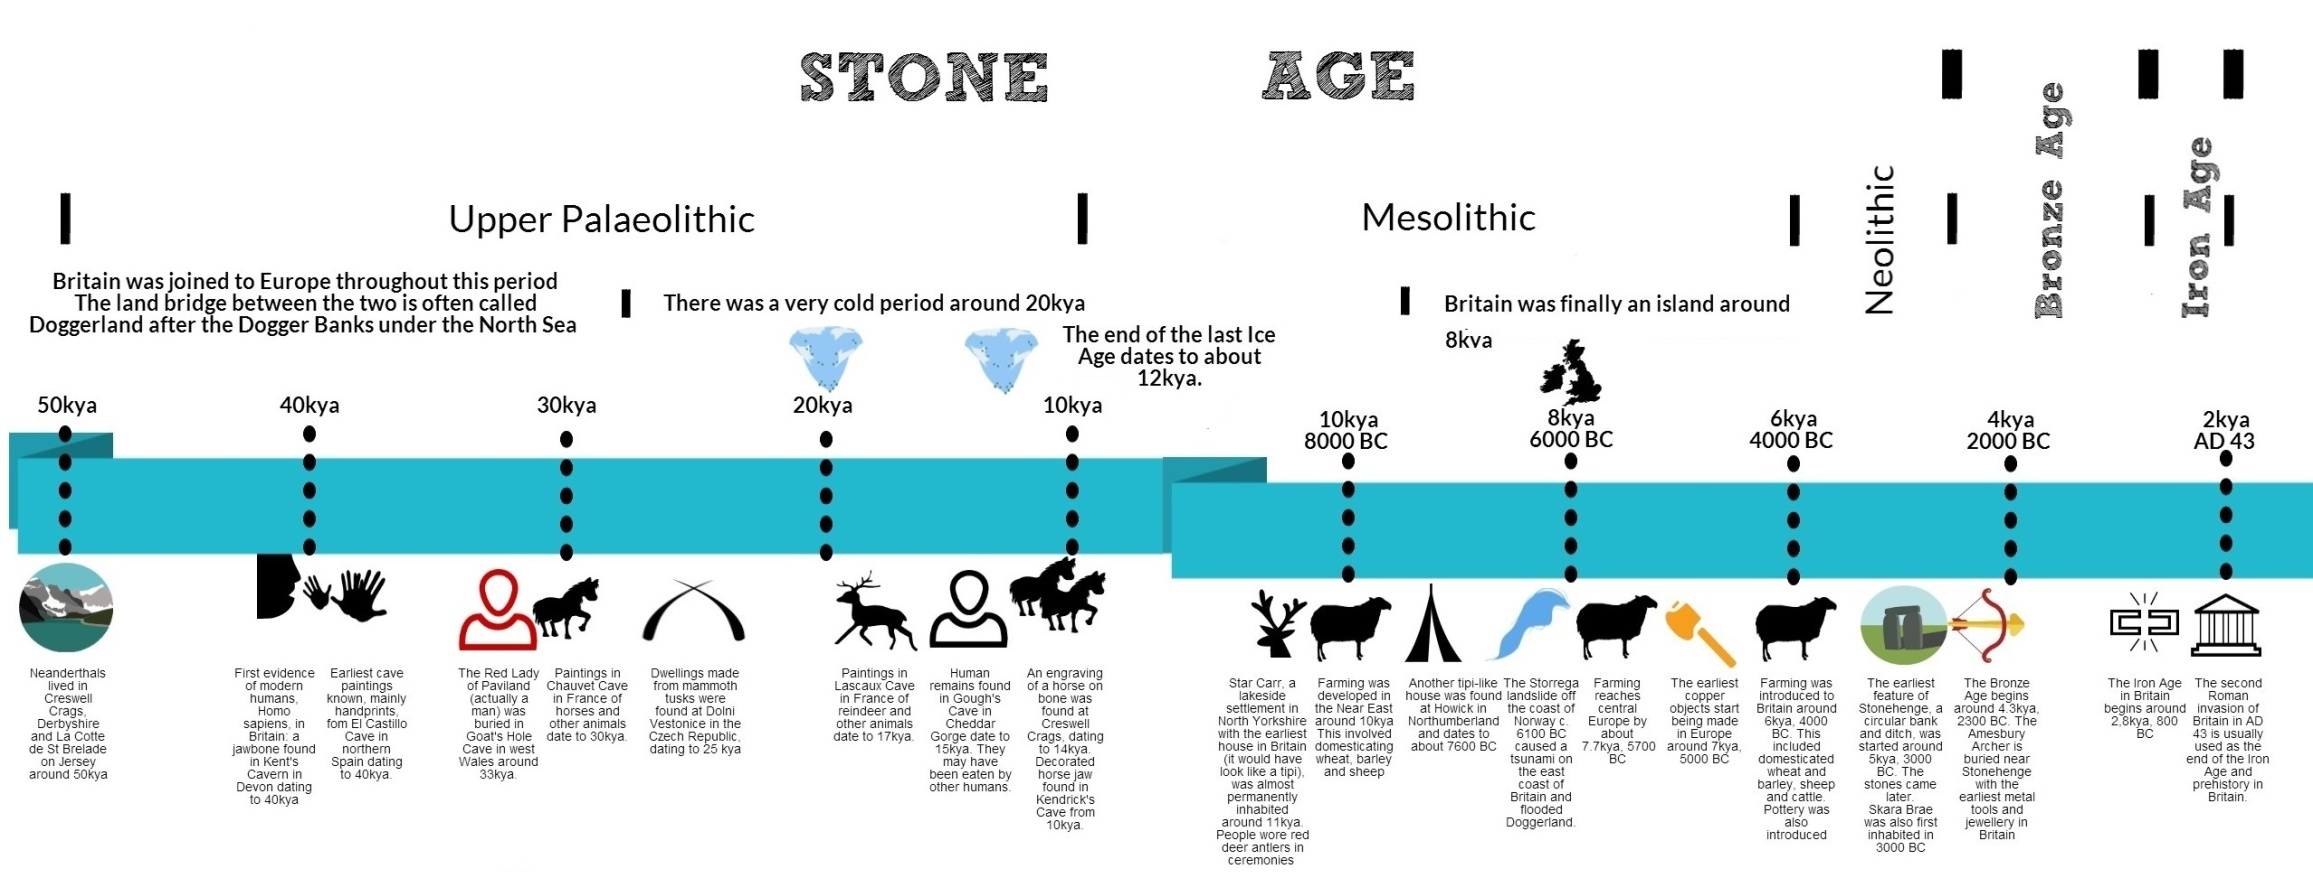 STONE AGE
Upper Palaeolithic
Mesolithic
Neolithic
Bronze Age
Iron Age
Britain was joined to Europe throughout this period
The land bridge between the two is often called
Doggerland after the Dogger Banks under the North Sea
There was a very cold period around 20kya
The end of the last Ice
Age dates to about
12kya.
Britain was finally an island around
8kya
50kya
40kya
30kya
20kya
10kya
10kya
8000 BC
8kya
6000 BC
6kya
4000 BC
4kya
2000 BC
2kya
AD 43
Neanderthals
lived in
Creswell
Crags,
Derbyshire
and La Cotte
de St Brelade
on Jersey
around 50kya
First evidence
of modern
humans,
Homo
sapiens, in
Britain: a
jawbone found
in Kent's
Cavern in
Devon dating
to 40kya
Earliest cave
paintings
known, mainly
handprints,
fom El Castillo
Cave in
northern
Spain dating
to 40kya.
The Red Lady
of Paviland
(actually a
man) was
buried in
Goat's Hole
Cave in west
Wales around
33kya.
Paintings in
Chauvet Cave
in France of
horses and
other animals
date to 30kya.
Dwellings made
from mammoth
tusks were
found at Dolni
Vestonice in the
Czech Republic,
dating to 25 kya
Paintings in
Lascaux Cave
in France of
reindeer and
other animals
date to 17kya.
Human
remains found
in Gough's
Cave in
Cheddar
Gorge date to
15kya. They
may have
been eaten by
other humans.
An engraving
of a horse on
bone was
found at
Creswell
Crags, dating
to 14kya.
Decorated
horse jaw
found in
Kendrick's
Cave from
10kya.
Star Carr, a
lakeside
settlement in
North Yorkshire
with the earliest
house in Britain
(it would have
look like a tipi),
was almost
permanently
inhabited
around 11kya.
People wore red
deer antlers in
ceremonies
Farming was
developed in
the Near East
around 10kya
This involved
domesticating
wheat, barley
and sheep
Another tipi-like
house was found
at Howick in
Northumberland
and dates to
about 7600 BC
The Storrega
landslide off
the coast of
Norway c.
6100 BC
caused a
tsunami on
the east
coast of
Britain and
flooded
Doggerland.
Farming
reaches
central
Europe by
about
7.7kya, 5700
BC
The earliest
copper
objects start
being made
in Europe
around 7kya,
5000 BC
Farming was
introduced to
Britain around
6kya, 4000
BC. This
included
domesticated
wheat and
barley, sheep
and cattle.
Pottery was
also
introduced
The earliest
feature of
Stonehenge, a
circular bank
and ditch, was
started around
5kya, 3000
BC. The
stones came
later.
Skara Brae
was also first
inhabited in
3000 BC
The Bronze
Age begins
around 4.3kya,
2300 BC. The
Amesbury
Archer is
buried near
Stonehenge
with the
earliest metal
tools and
jewellery in
Britain
The Iron Age
in Britain
begins around
2,8kya, 800
BC
The second
Roman
invasion of
Britain in AD
43 is usually
used as the
end of the Iron
Age and
prehistory in
Britain.